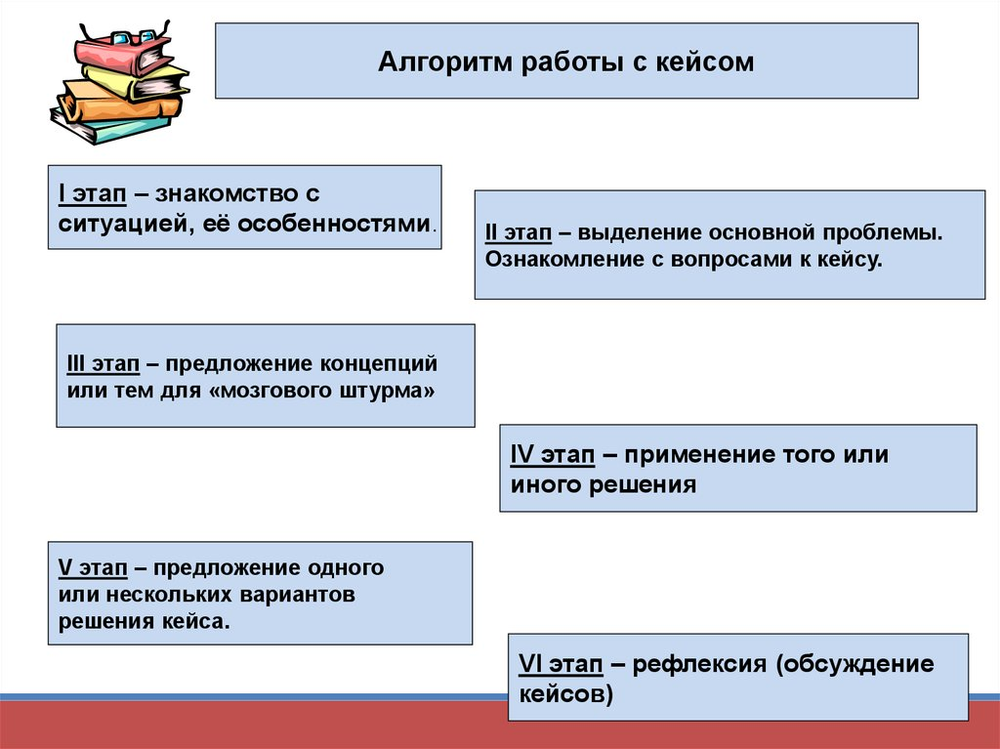 Алгоритм работы с кейсом
I этап – знакомство с
ситуацией, её особенностями.
II этап – выделение основной проблемы.
Ознакомление с вопросами к кейсу.
III этап – предложение концепций
или тем для «мозгового штурма»
IV этап – применение того или
иного решения
V этап – предложение одного
или нескольких вариантов
решения кейса.
VI этап – рефлексия (обсуждение
кейсов)